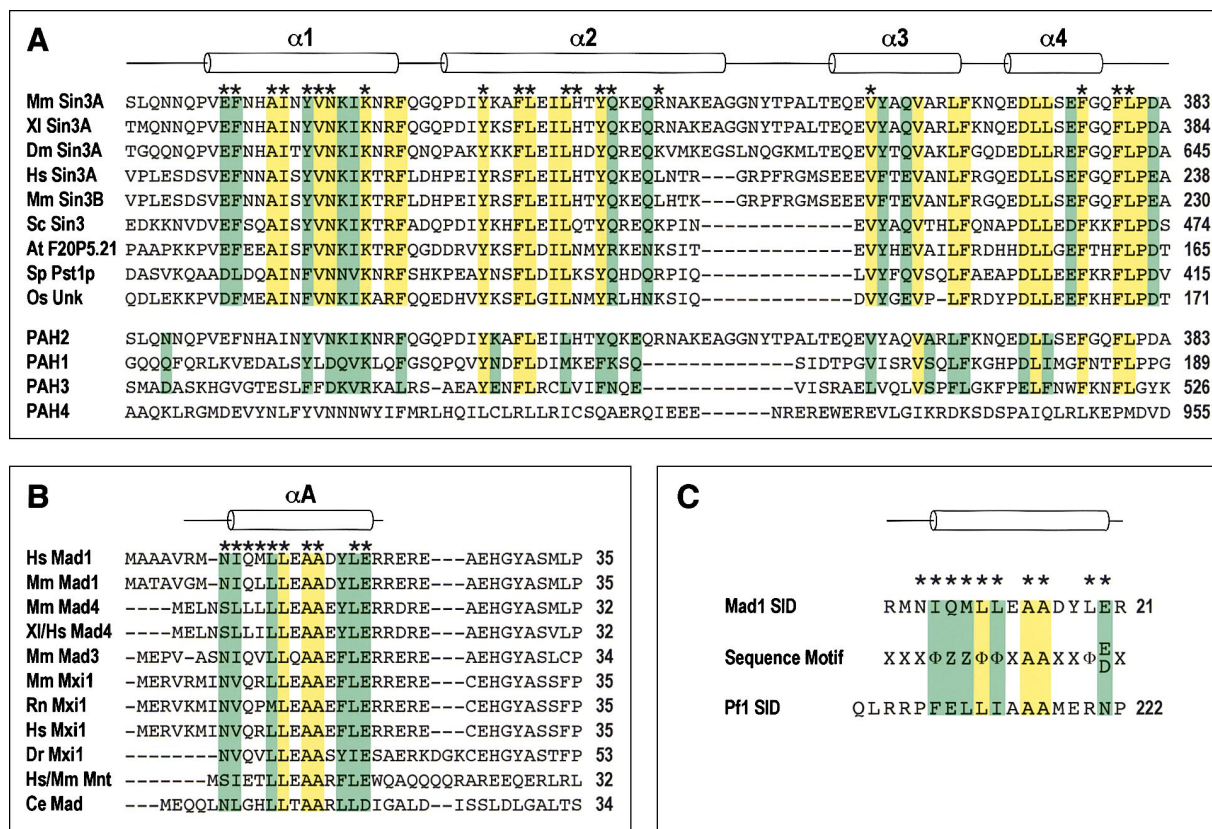 A
α1 α2 α3 α4
** ** *** * * ** ** ** * * * **
Mm Sin3A SLQNNQPVEFNHAINYVNKIKNRFQGQPDIYKAFLEILHTYQKEQRNAKEAGGNYTPALTEQEVYAQVARLFKNQEDLLSEFGQFLPDA 383
Xl Sin3A TMQNNQPVEFNHAINYVNKIKNRFQGQPDIYKSFLEILHTYQKEQRNAKEAGGNYTPALTEQEVYAQVARLFKNQEDLLSEFGQFLPDA 384
Dm Sin3A TGQQNQPVEFNHAITYVNKIKNRFQNQPAKYKKFLEILHDYQREQKVMKEGSLNQGKMLTEQEVYTQVAKLFGQDEDLLREFGQFLPDA 645
Hs Sin3A VPLESDSVEFNNAISYVNKIKTRFLDHPEIYRSFLEILHTYQKEQLNTR---GRPFRGMSEEEVFTEVANLFRGQEDLLSEFGQFLPEA 238
Mm Sin3B VPLESDSVEFNNAISYVNKIKTRFLDHPEIYRSFLEILHTYQKEQLHTK---GRPFRGMSEEEVFTEVANLFRGQEDLLSEFGQFLPEA 230
Sc Sin3 EDKKNVDVEFSQAISYVNKIKTRFADQPDIYKHFLEILQTYQREQKPIN------------EVYAQVTHLFQNAPDLLEDFKKFLPDS 474
At F20P5.21 PAAPKKPVEFEEAISFVNKIKTRFQGDDRVYKSFLDILNMYRKENKSIT------------EVYHEVAILFRDHHDLLGEFTHFLPDT 165
Sp Pst1p DASVKQAADLDQAINFVNNVKNRFSHKPEAYNSFLDILKSYQHDQRPIQ------------LVYFQVSQLFAEAPDLLEEFKRFLPDV 415
Os Unk QDLEKKPVDFMEAINFVNKIKARFQQEDHVYKSFLGILNMYRLHNKSIQ------------DVYGEVP-LFRDYPDLLEEFKHFLPDT 171
PAH2 SLQNNQPVEFNHAINYVNKIKNRFQGQPDIYKAFLEILHTYQKEQRNAKEAGGNYTPALTEQEVYAQVARLFKNQEDLLSEFGQFLPDA 383
PAH1 GQQQFQRLKVEDALSYLDQVKLQFGSQPQVYNDFLDIMKEFKSQ-------------SIDTPGVISRVSQLFKGHPDLIMGFNTFLPPG 189
PAH3 SMADASKHGVGTESLFFDKVRKALRS-AEAYENFLRCLVIFNQE-------------VISRAELVQLVSPFLGKFPELFNWFKNFLGYK 526
PAH4 AAQKLRGMDEVYNLFYVNNNWYIFMRLHQILCLRLLRICSQAERQIEEE-------NREREWEREVLGIKRDKSDSPAIQLRLKEPMDVD 955
B
αA
****** ** **
Hs Mad1 MAAAVRM-NIQMLLEAADYLERRERE---AEHGYASMLP 35
Mm Mad1 MATAVGM-NIQLLLEAADYLERRERE---AEHGYASMLP 35
Mm Mad4 ----MELNSLLLLLEAAEYLERRDRE---AEHGYASMLP 32
Xl/Hs Mad4 ----MELNSLLILLEAAEYLERRDRE---AEHGYASVLP 32
Mm Mad3 -MEPV-ASNIQVLLQAAEFLERRERE---AEHGYASLCP 34
Mm Mxi1 -MERVRMINVQRLLEAAEFLERRERE---CEHGYASSFP 35
Rn Mxi1 -MERVKMINVQPMLEAAEFLERRERE---CEHGYASSFP 35
Hs Mxi1 -MERVKMINVQRLLEAAEFLERRERE---CEHGYASSFP 35
Dr Mxi1 --------NVQVLLEAASYIESAERKDGKCEHGYASTFP 53
Hs/Mm Mnt -------MSIETLLEAARFLEWQAQQQQRAREEQERLRL 32
Ce Mad ---MEQQLNLGHLLTAARLLDIGALD--ISSLDLGALTS 34
C
****** ** **
Mad1 SID RMNIQMLLEAADYLER 21
Sequence Motif XXXΦZZΦΦXAAXXΦE/DX
Pf1 SID QLRRPFELLIAAAMERNP 222